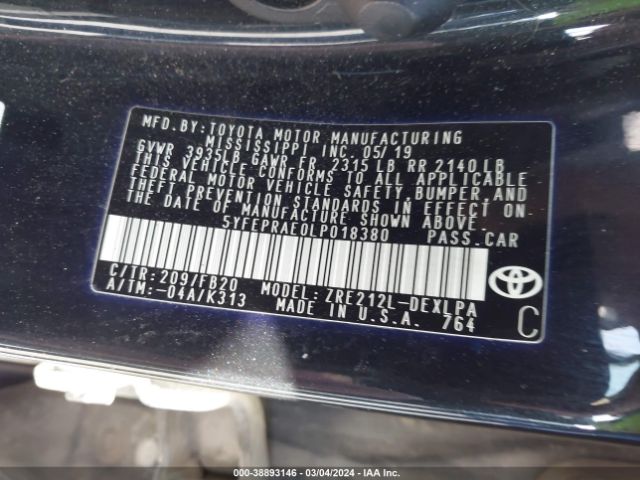 MFD. BY: TOYOTA MOTOR MANUFACTURING
MISSISSIPPI, INC. 05/19
GVWR 3935LB GAWR FR 2315 LB RR 2140 LB
THIS VEHICLE CONFORMS TO ALL APPLICABLE
FEDERAL MOTOR VEHICLE SAFETY, BUMPER, AND
THEFT PREVENTION STANDARDS IN EFFECT ON
THE DATE OF MANUFACTURE SHOWN ABOVE.
5YFEPRAE0LP018380 PASS. CAR
C/TR: 209/FB20 MODEL: ZRE212L-DEXLPA
A/TM: -04A/K313 MADE IN U.S.A. 764
C
000-38893146 - 03/04/2024 - IAA Inc.